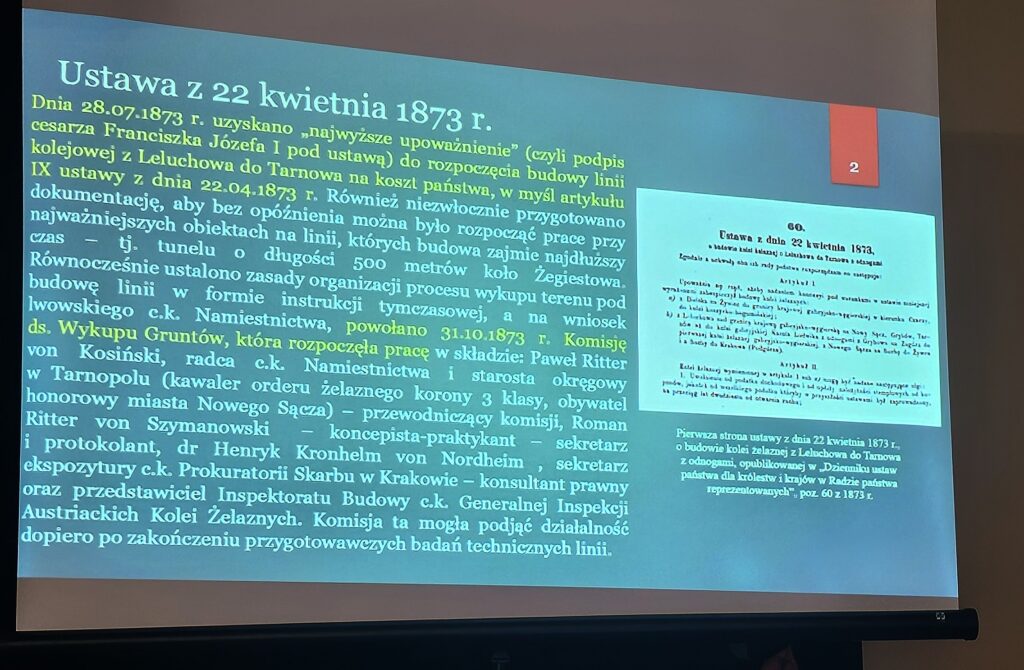 Ustawa z 22 kwietnia 1873 r.
Dnia 28.07.1873 r. uzyskano „najwyższe upoważnienie” (czyli podpis
cesarza Franciszka Józefa I pod ustawą) do rozpoczęcia budowy linii
kolejowej z Leluchowa do Tarnowa na koszt państwa, w myśl artykułu
IX ustawy z dnia 22.04.1873 r. Również niezwłocznie przygotowano
dokumentację, aby bez opóźnienia można było rozpocząć prace przy
najważniejszych obiektach na linii, których budowa zajmie najdłuższy
czas – tj. tunelu o długości 500 metrów koło Żegiestowa.
Równocześnie ustalono zasady organizacji procesu wykupu terenu pod
budowę linii w formie instrukcji tymczasowej, a na wniosek
lwowskiego c.k. Namiestnictwa, powołano 31.10.1873 r. Komisję
ds. Wykupu Gruntów, która rozpoczęła pracę w składzie: Paweł Ritter
von Kosiński, radca c.k. Namiestnictwa i starosta okręgowy
w Tarnopolu (kawaler orderu żelaznego korony 3 klasy, obywatel
honorowy miasta Nowego Sącza) – przewodniczący komisji, Roman
Ritter von Szymanowski – koncepista-praktykant – sekretarz
i protokolant, dr Henryk Kronhelm von Nordheim , sekretarz
ekspozytury c.k. Prokuratorii Skarbu w Krakowie – konsultant prawny
oraz przedstawiciel Inspektoratu Budowy c.k. Generalnej Inspekcji
Austriackich Kolei Żelaznych. Komisja ta mogła podjąć działalność
dopiero po zakończeniu przygotowawczych badań technicznych linii.
2
60.
Ustawa z dnia 22 kwietnia 1873,
o budowie kolei żelaznej z Leluchowa do Tarnowa z odnogami.
Zgodnie z uchwałą obu izb rady państwa rozporządzam co następuje:
Artykuł I.
Artykuł II.
Pierwsza strona ustawy z dnia 22 kwietnia 1873 r.,
o budowie kolei żelaznej z Leluchowa do Tarnowa
z odnogami, opublikowanej w „Dzienniku ustaw
państwa dla królestw i krajów w Radzie państwa
reprezentowanych”, poz. 60 z 1873 r.